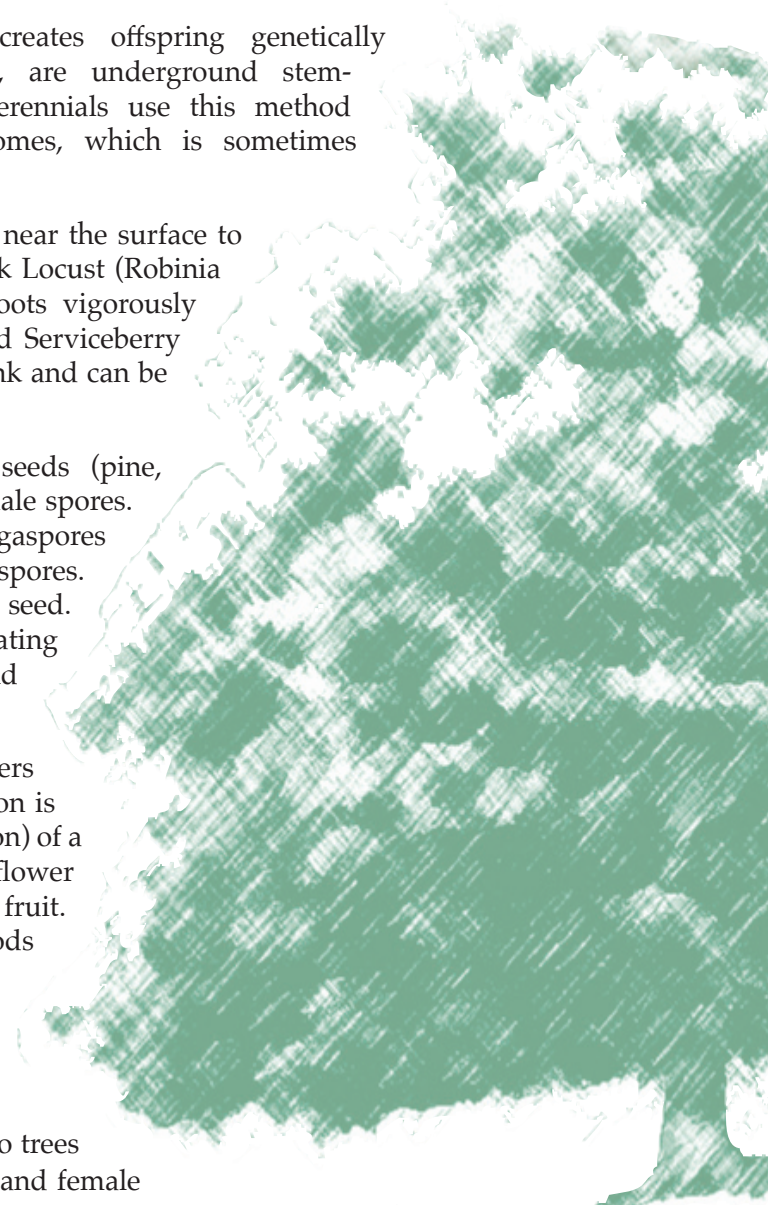 creates offspring genetically
, are underground stem-
erennials use this method
omes, which is sometimes
near the surface to
k Locust (Robinia
oots vigorously
d Serviceberry
nk and can be
seeds (pine,
ale spores.
gaspores
spores.
seed.
ating
d
ers
on is
on) of a
flower
fruit.
ods
o trees
and female